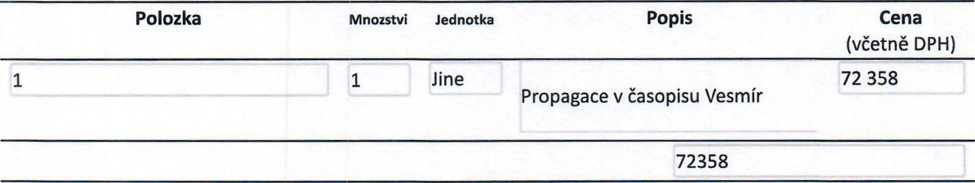 Polozka Mnozstvi Jednotka Popis Cena
(včetně DPH)
1 1 Jine Propagace v časopisu Vesmír 72 358
72358